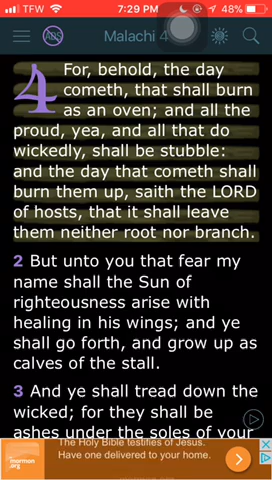 TFW 7:29 PM 48%
ADS Malachi 4
4 For, behold, the day
cometh, that shall burn
as an oven; and all the
proud, yea, and all that do
wickedly, shall be stubble:
and the day that cometh shall
burn them up, saith the LORD
of hosts, that it shall leave
them neither root nor branch.
2 But unto you that fear my
name shall the Sun of
righteousness arise with
healing in his wings; and ye
shall go forth, and grow up as
calves of the stall.
3 And ye shall tread down the
wicked; for they shall be
ashes under the soles of your
The Holy Bible testifies of Jesus.
Have one delivered to your home.
mormon.org